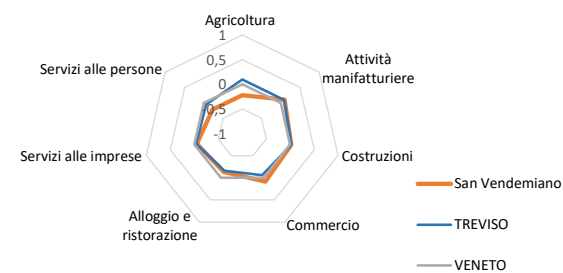 Agricoltura
1
0,5
0
0,5
-1
Attività
manifatturiere
Costruzioni
Commercio
Alloggio e
ristorazione
Servizi alle imprese
Servizi alle persone
San Vendemiano
TREVISO
VENETO